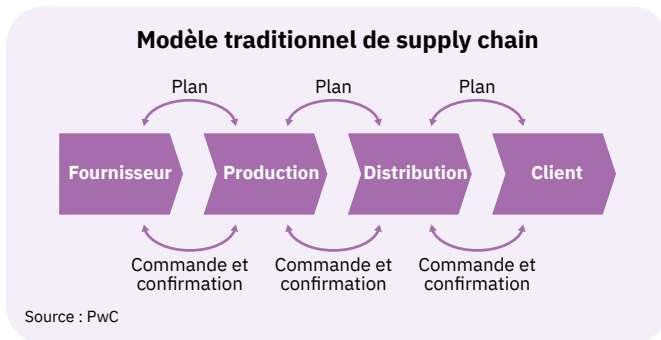 Modèle traditionnel de supply chain
Plan
Plan
Plan
Fournisseur
Production
Distribution
Client
Commande et
confirmation
Commande et
confirmation
Commande et
confirmation
Source : PwC